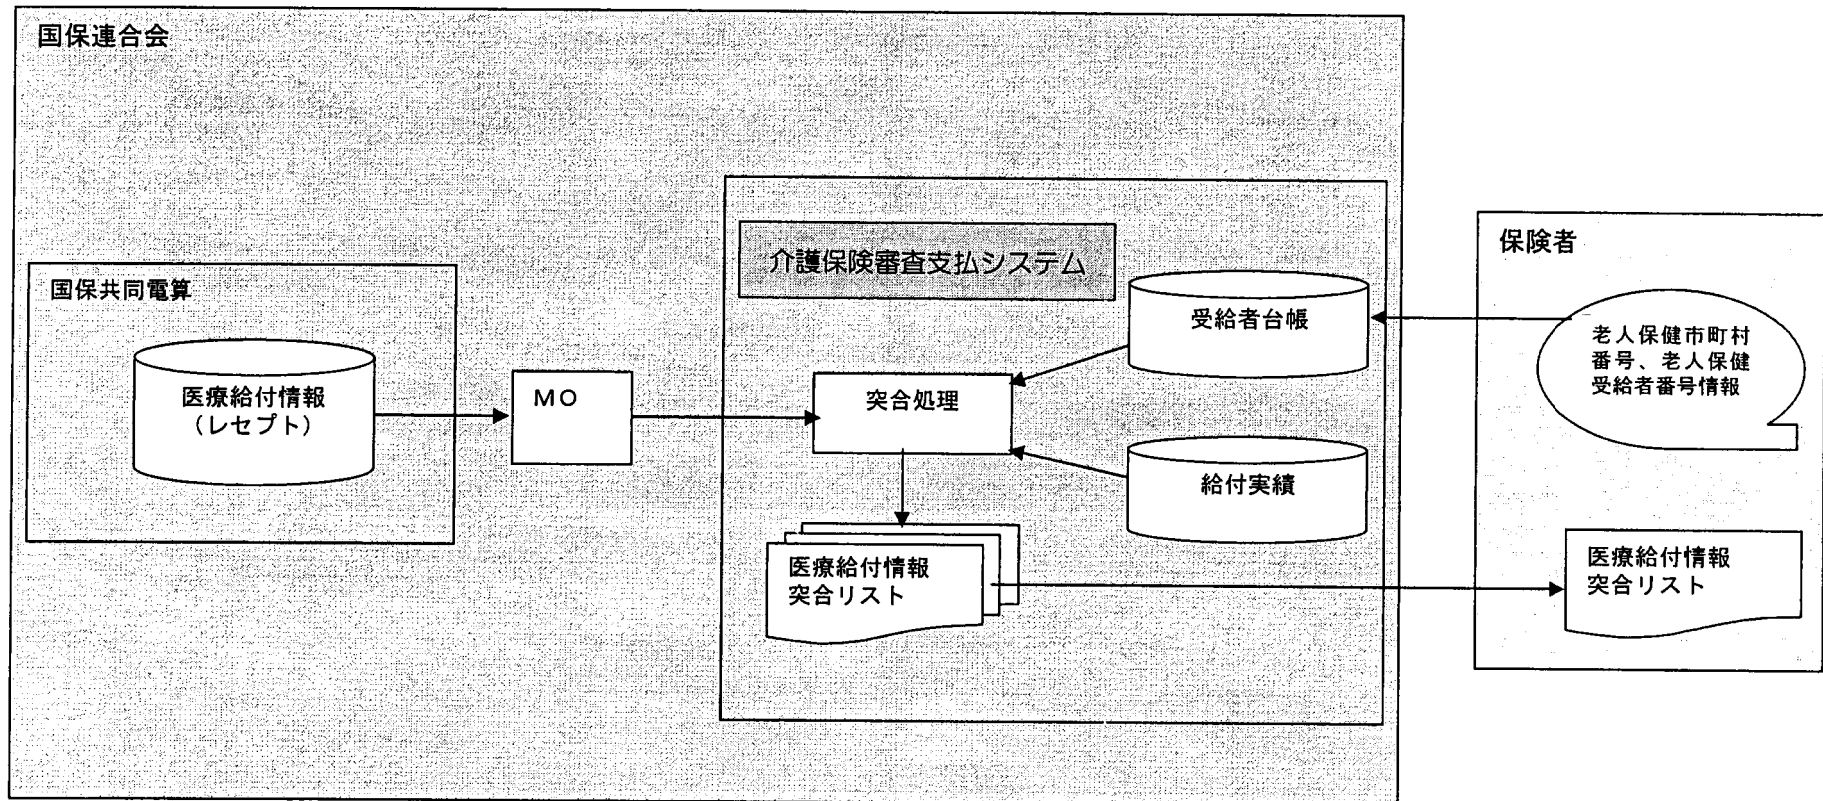 国保連合会
国保共同電算
医療給付情報
（レセプト）
ＭＯ
介護保険審査支払システム
突合処理
受給者台帳
給付実績
医療給付情報
突合リスト
保険者
老人保健市町村
番号、老人保健
受給者番号情報
医療給付情報
突合リスト